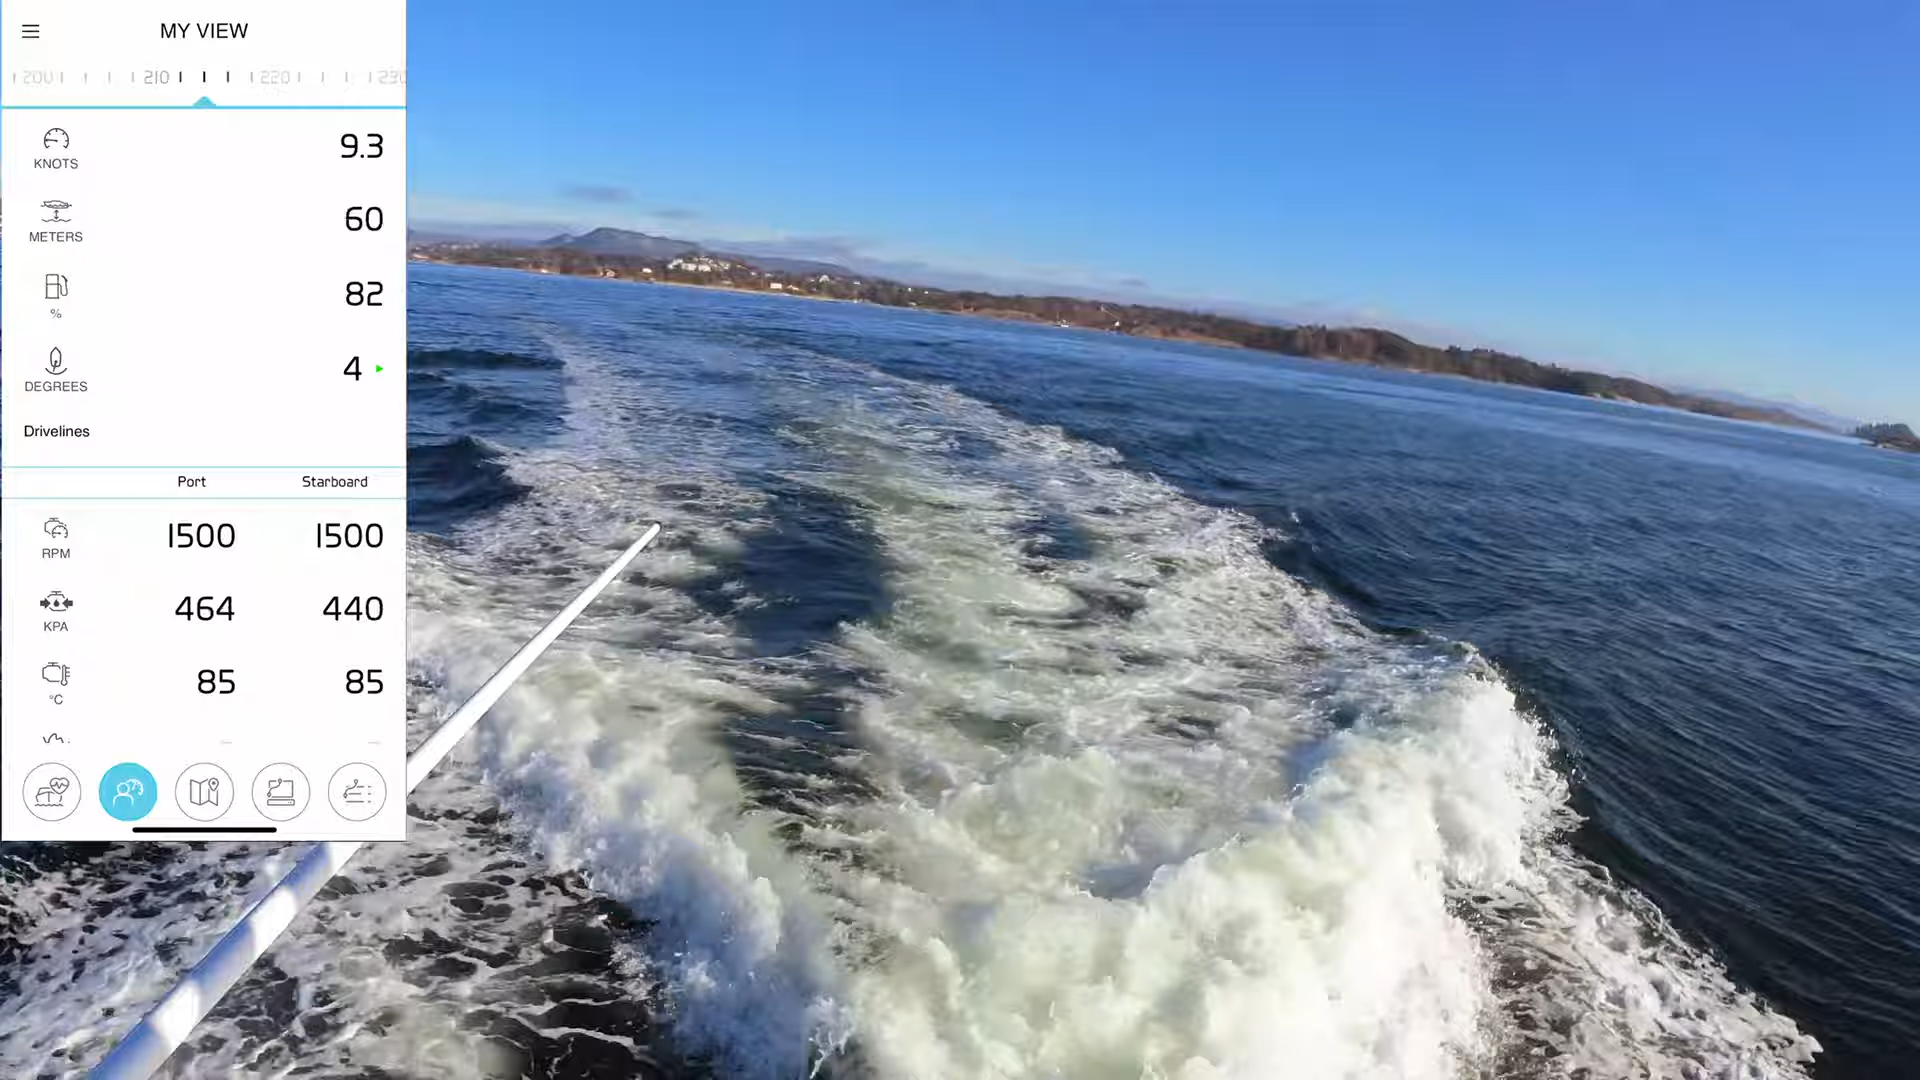 MY VIEW
200 210 220 230
KNOTS 9.3
METERS 60
% 82
DEGREES 4
Drivelines
Port Starboard
RPM 1500 1500
KPA 464 440
°C 85 85